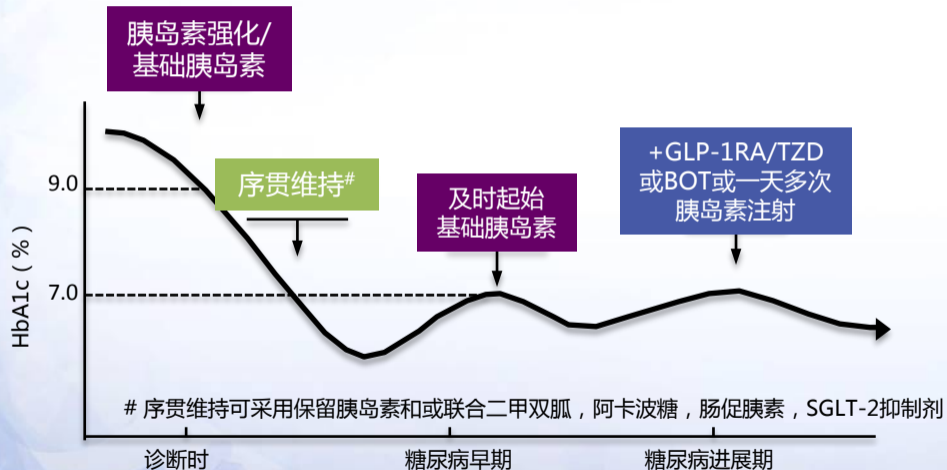 胰岛素强化/
基础胰岛素
序贯维持#
及时起始
基础胰岛素
+GLP-1RA/TZD
或BOT或一天多次
胰岛素注射
HbA1c（%）
9.0
7.0
# 序贯维持可采用保留胰岛素和或联合二甲双胍，阿卡波糖，肠促胰素，SGLT-2抑制剂
诊断时
糖尿病早期
糖尿病进展期